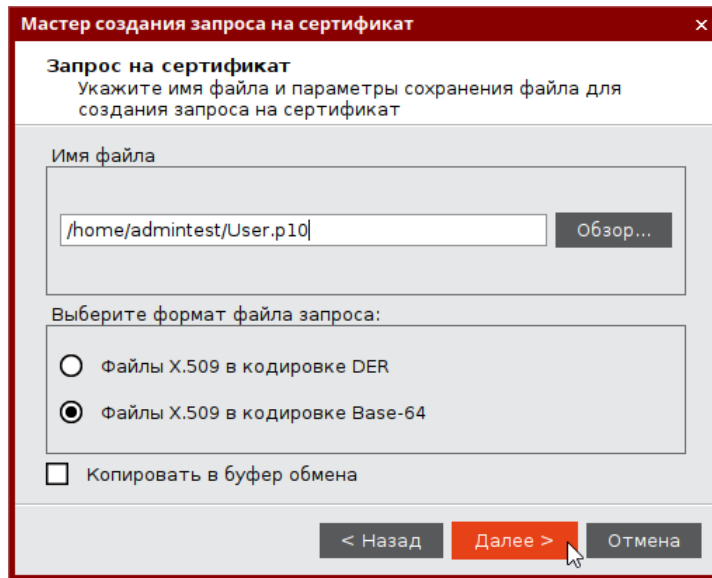 Мастер создания запроса на сертификат
Запрос на сертификат
Укажите имя файла и параметры сохранения файла для
создания запроса на сертификат
Имя файла
/home/admintest/User.p10
Обзор...
Выберите формат файла запроса:
Файлы X.509 в кодировке DER
Файлы X.509 в кодировке Base-64
Копировать в буфер обмена
< Назад
Далее >
Отмена